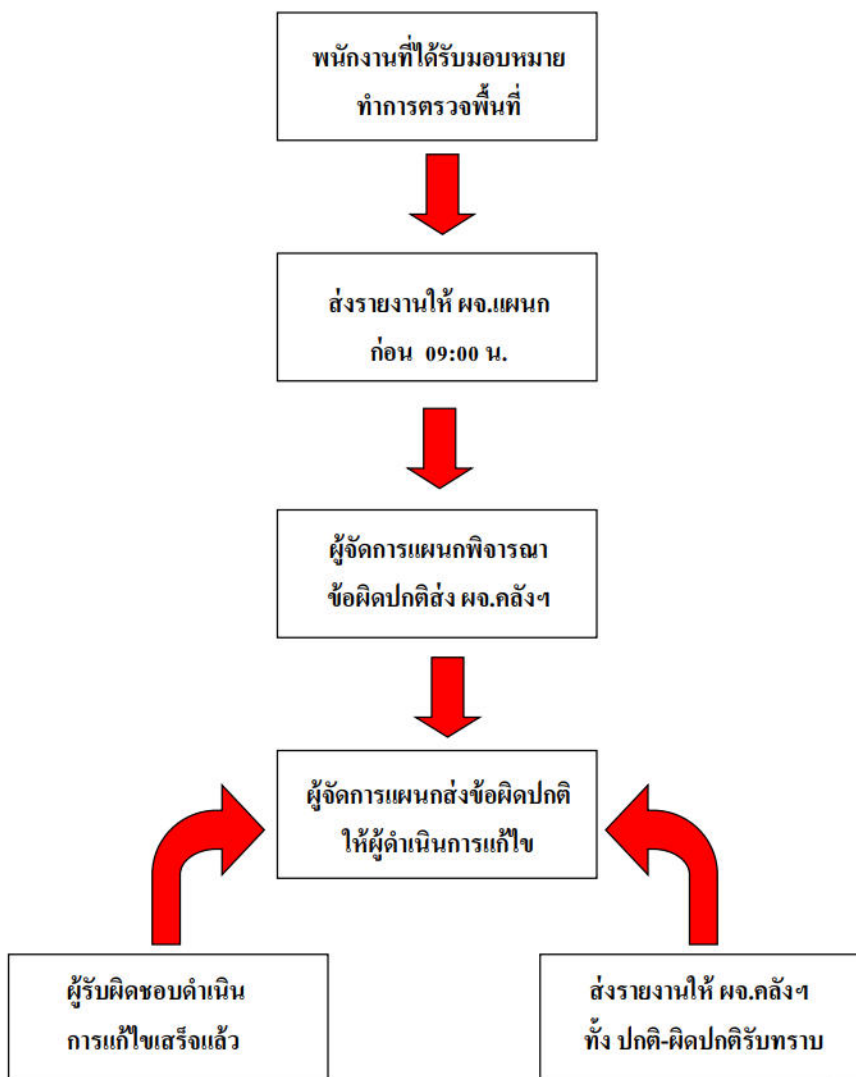 พนักงานที่ได้รับมอบหมาย
ทำการตรวจพื้นที่
ส่งรายงานให้ ผจ.แผนก
ก่อน 09:00 น.
ผู้จัดการแผนกพิจารณา
ข้อผิดปกติส่ง ผจ.คลังฯ
ผู้จัดการแผนกส่งข้อผิดปกติ
ให้ผู้ดำเนินการแก้ไข
ผู้รับผิดชอบดำเนิน
การแก้ไขเสร็จแล้ว
ส่งรายงานให้ ผจ.คลังฯ
ทั้ง ปกติ-ผิดปกติรับทราบ